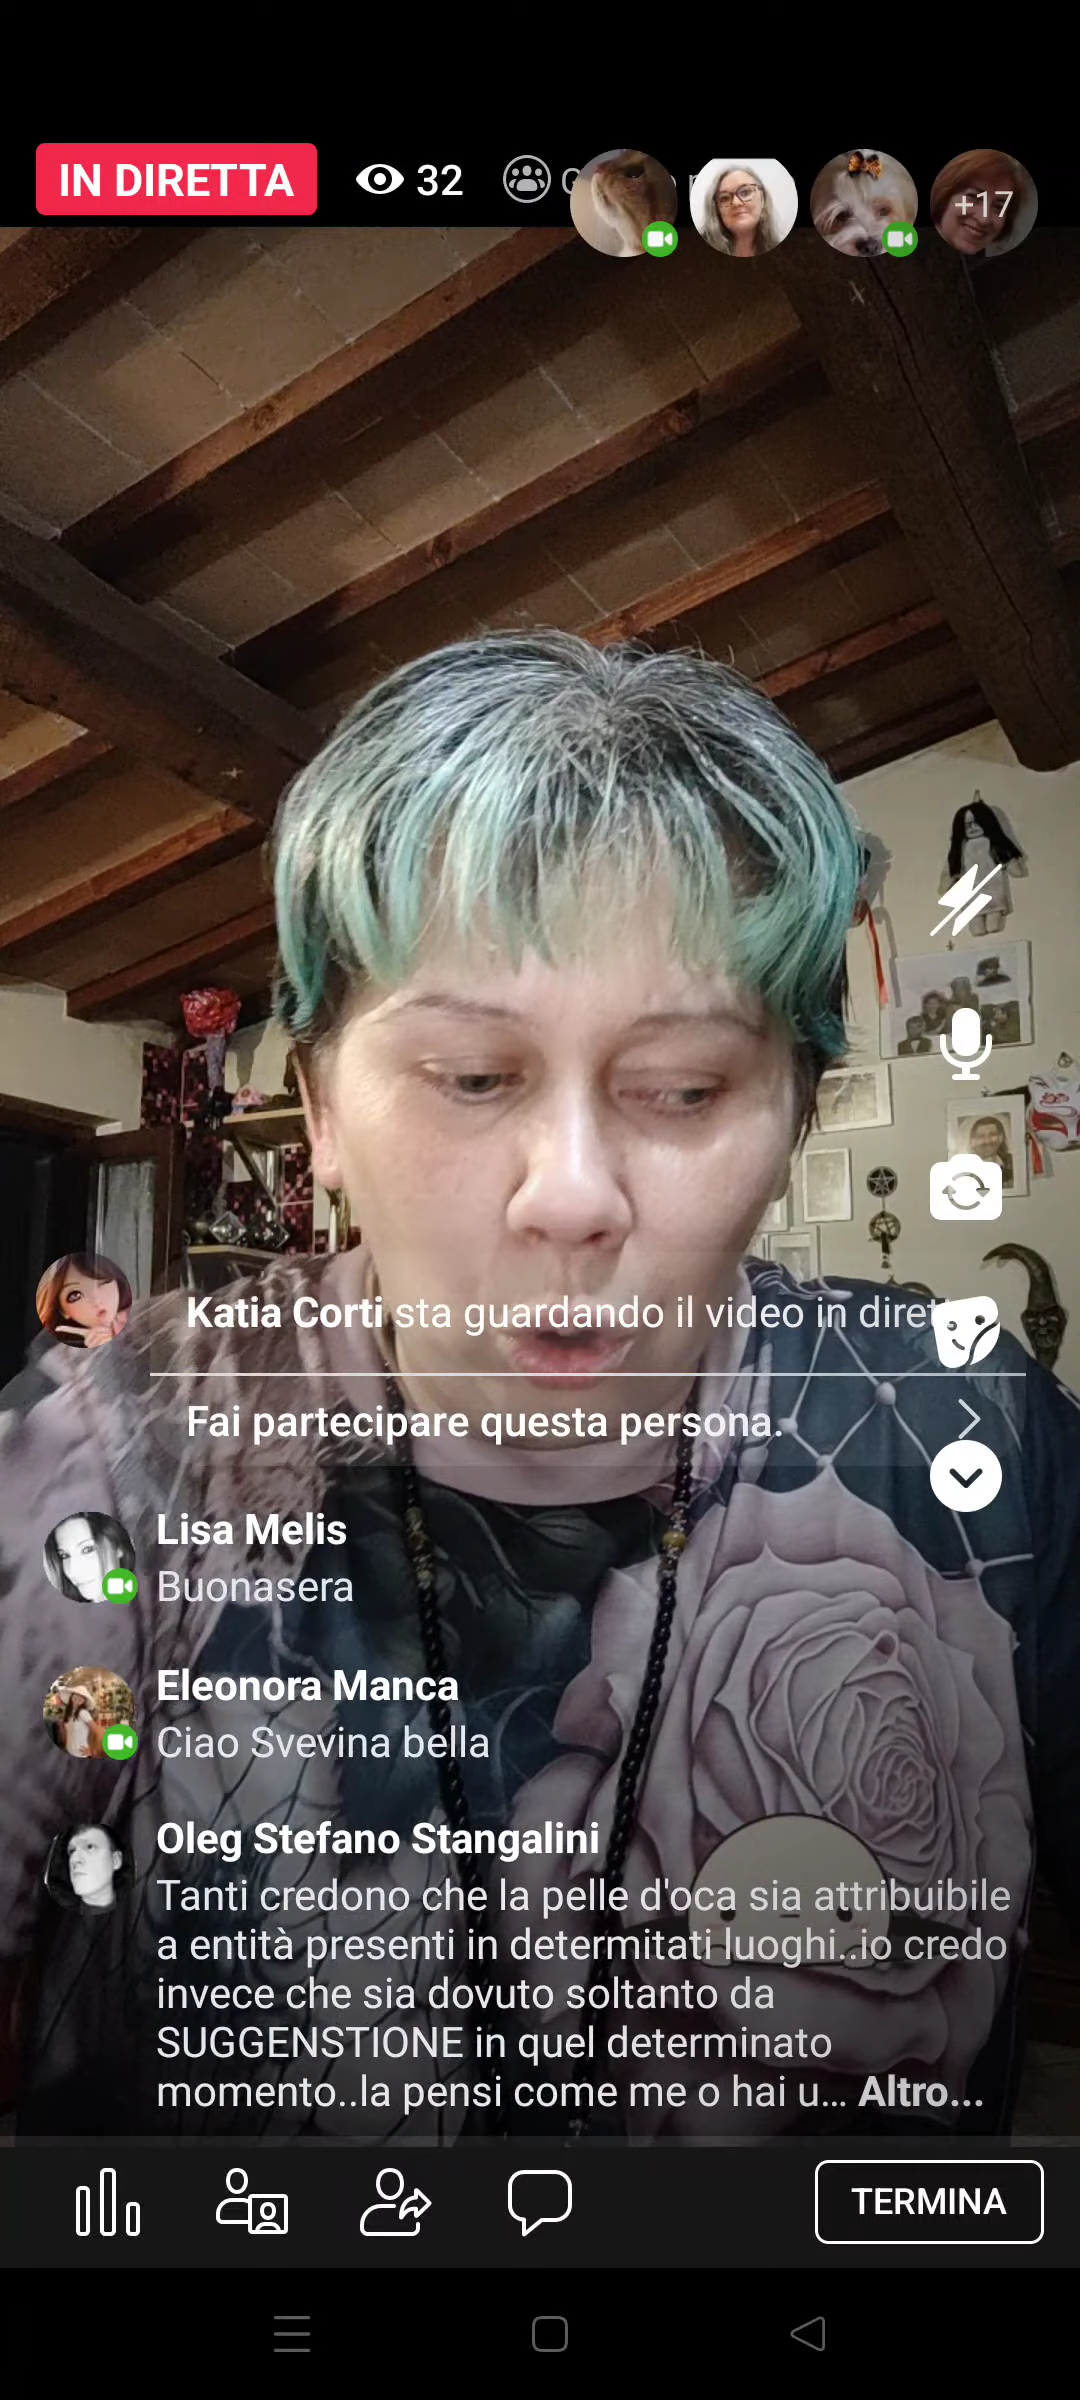 IN DIRETTA
32
+17
Katia Corti sta guardando il video in diret
Fai partecipare questa persona.
Lisa Melis
Buonasera
Eleonora Manca
Ciao Svevina bella
Oleg Stefano Stangalini
Tanti credono che la pelle d'oca sia attribuibile
a entità presenti in determitati luoghi..io credo
invece che sia dovuto soltanto da
SUGGENSTIONE in quel determinato
momento..la pensi come me o hai u... Altro...
TERMINA